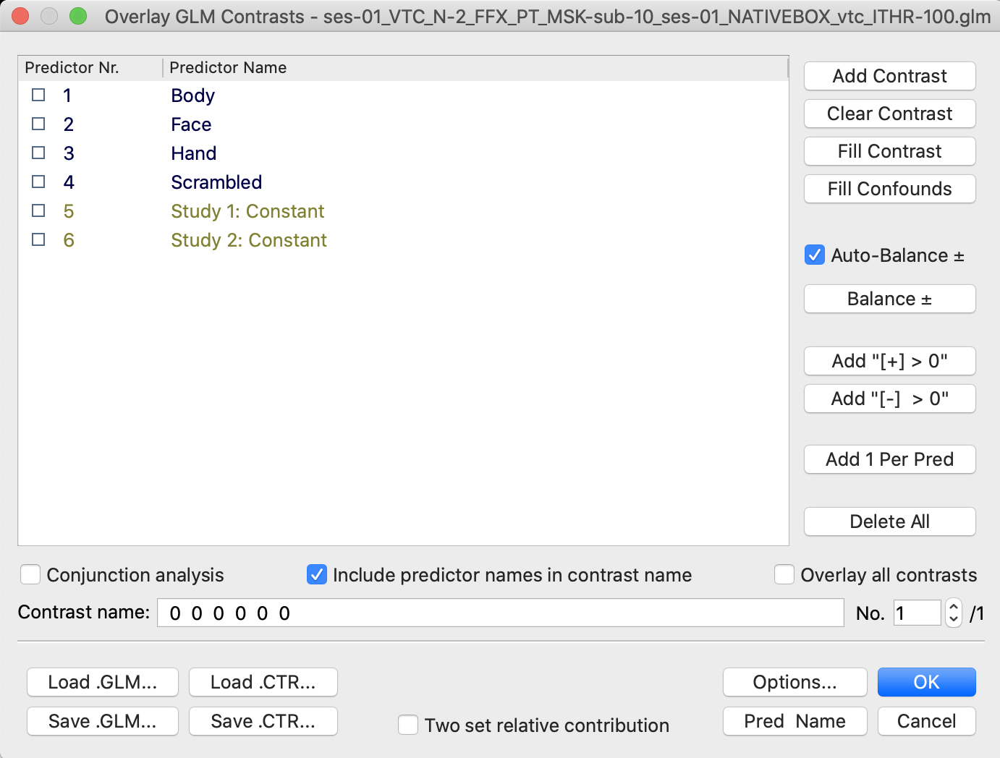 Overlay GLM Contrasts - ses-01_VTC_N-2_FFX_PT_MSK-sub-10_ses-01_NATIVEBOX_vtc_ITHR-100.glm
Predictor Nr. Predictor Name
1 Body
2 Face
3 Hand
4 Scrambled
5 Study 1: Constant
6 Study 2: Constant
Add Contrast
Clear Contrast
Fill Contrast
Fill Confounds
Auto-Balance ±
Balance ±
Add "[+] > 0"
Add "[-]  > 0"
Add 1 Per Pred
Delete All
Conjunction analysis Include predictor names in contrast name Overlay all contrasts
Contrast name: 0 0 0 0 0 0 No. 1 /1
Load .GLM... Load .CTR... Options... OK
Save .GLM... Save .CTR... Two set relative contribution Pred  Name Cancel